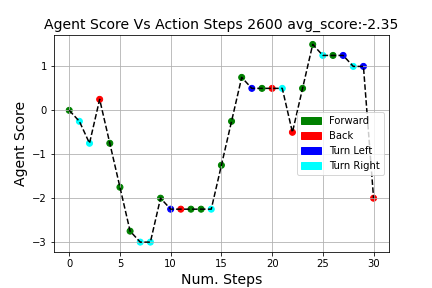 Agent Score Vs Action Steps 2600 avg_score:-2.35
Agent Score
1
0
−1
−2
−3
Forward
Back
Turn Left
Turn Right
0 5 10 15 20 25 30
Num. Steps